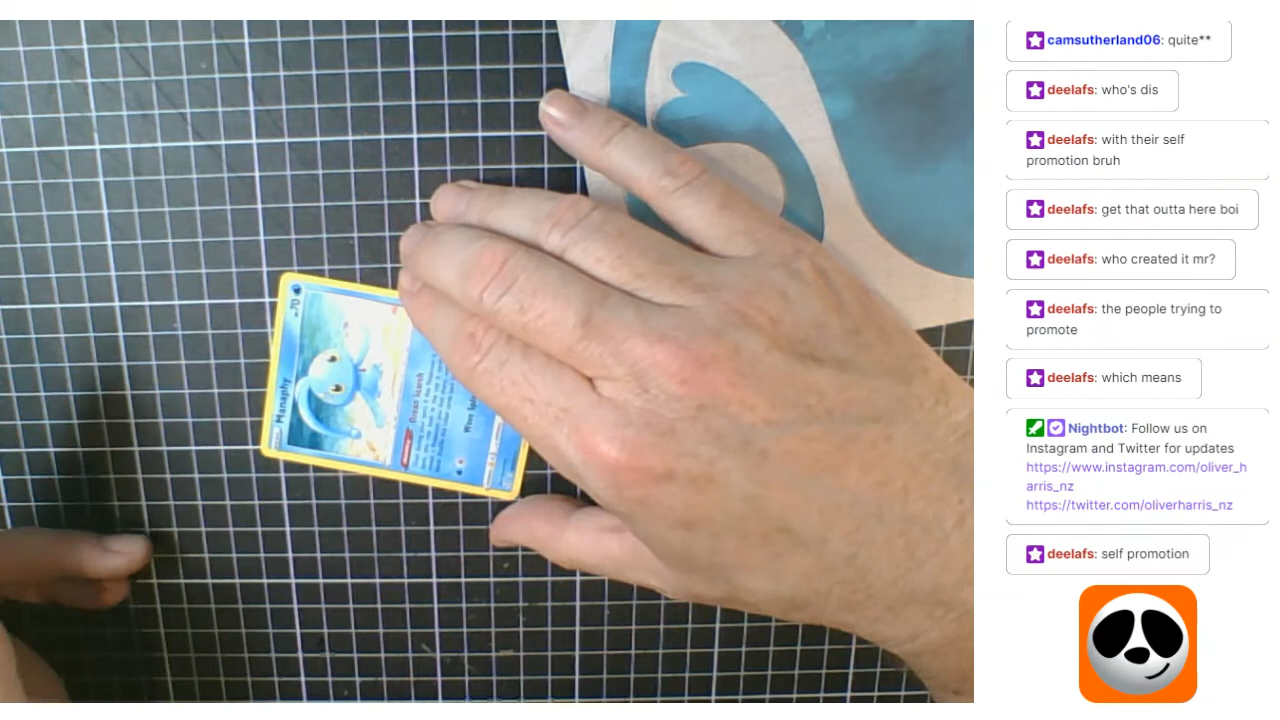 Manaphy
70
Ocean Search
Wave Spl
camsutherland06: quite**
deelafs: who's dis
deelafs: with their self
promotion bruh
deelafs: get that outta here boi
deelafs: who created it mr?
deelafs: the people trying to
promote
deelafs: which means
Nightbot: Follow us on
Instagram and Twitter for updates
https://www.instagram.com/oliver_h
arris_nz
https://twitter.com/oliverharris_nz
deelafs: self promotion